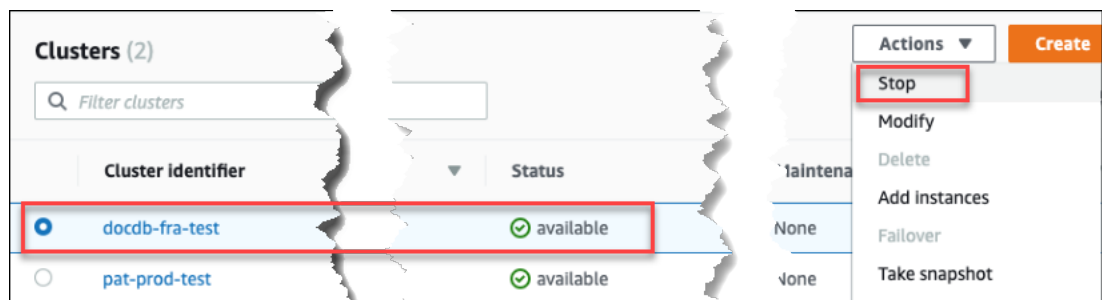 Clusters (2)
Actions
Create
Filter clusters
Stop
Modify
Cluster identifier
Status
Maintena
Delete
Add instances
docdb-fra-test
available
None
Failover
pat-prod-test
available
None
Take snapshot